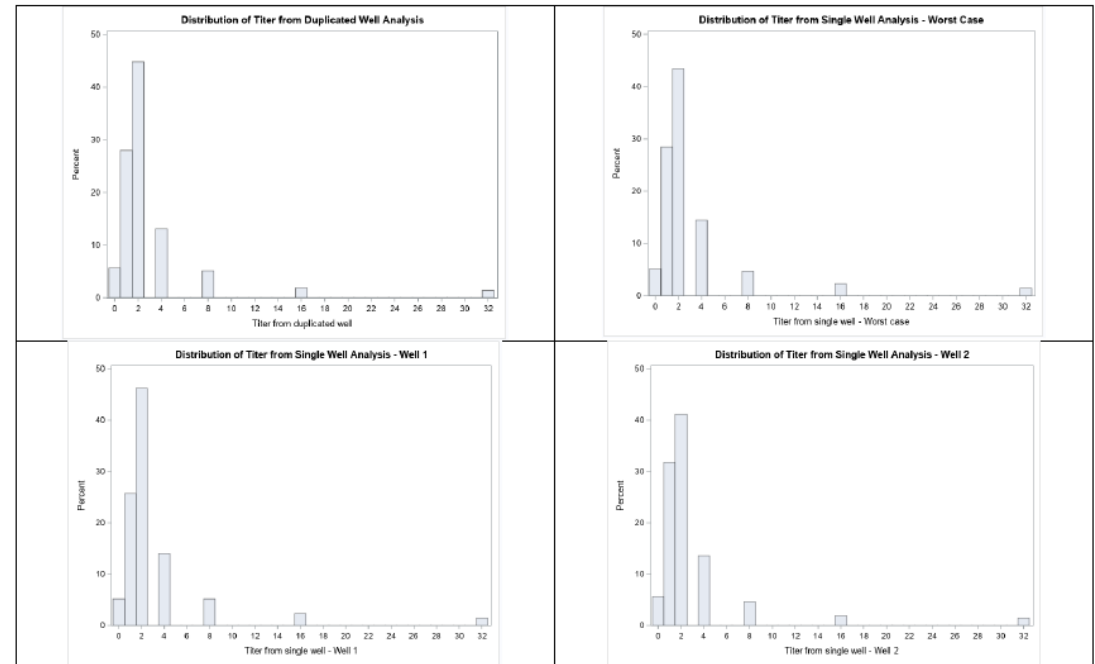 Distribution of Titer from Duplicated Well Analysis
50
40
30
20
10
0
Percent
0 2 4 6 8 10 12 14 16 18 20 22 24 26 28 30 32
Titer from duplicated well
Distribution of Titer from Single Well Analysis - Worst Case
50
40
30
20
10
0
Percent
0 2 4 6 8 10 12 14 16 18 20 22 24 26 28 30 32
Titer from single well - Worst case
Distribution of Titer from Single Well Analysis - Well 1
50
40
30
20
10
0
Percent
0 2 4 6 8 10 12 14 16 18 20 22 24 26 28 30 32
Titer from single well - Well 1
Distribution of Titer from Single Well Analysis - Well 2
50
40
30
20
10
0
Percent
0 2 4 6 8 10 12 14 16 18 20 22 24 26 28 30 32
Titer from single well - Well 2